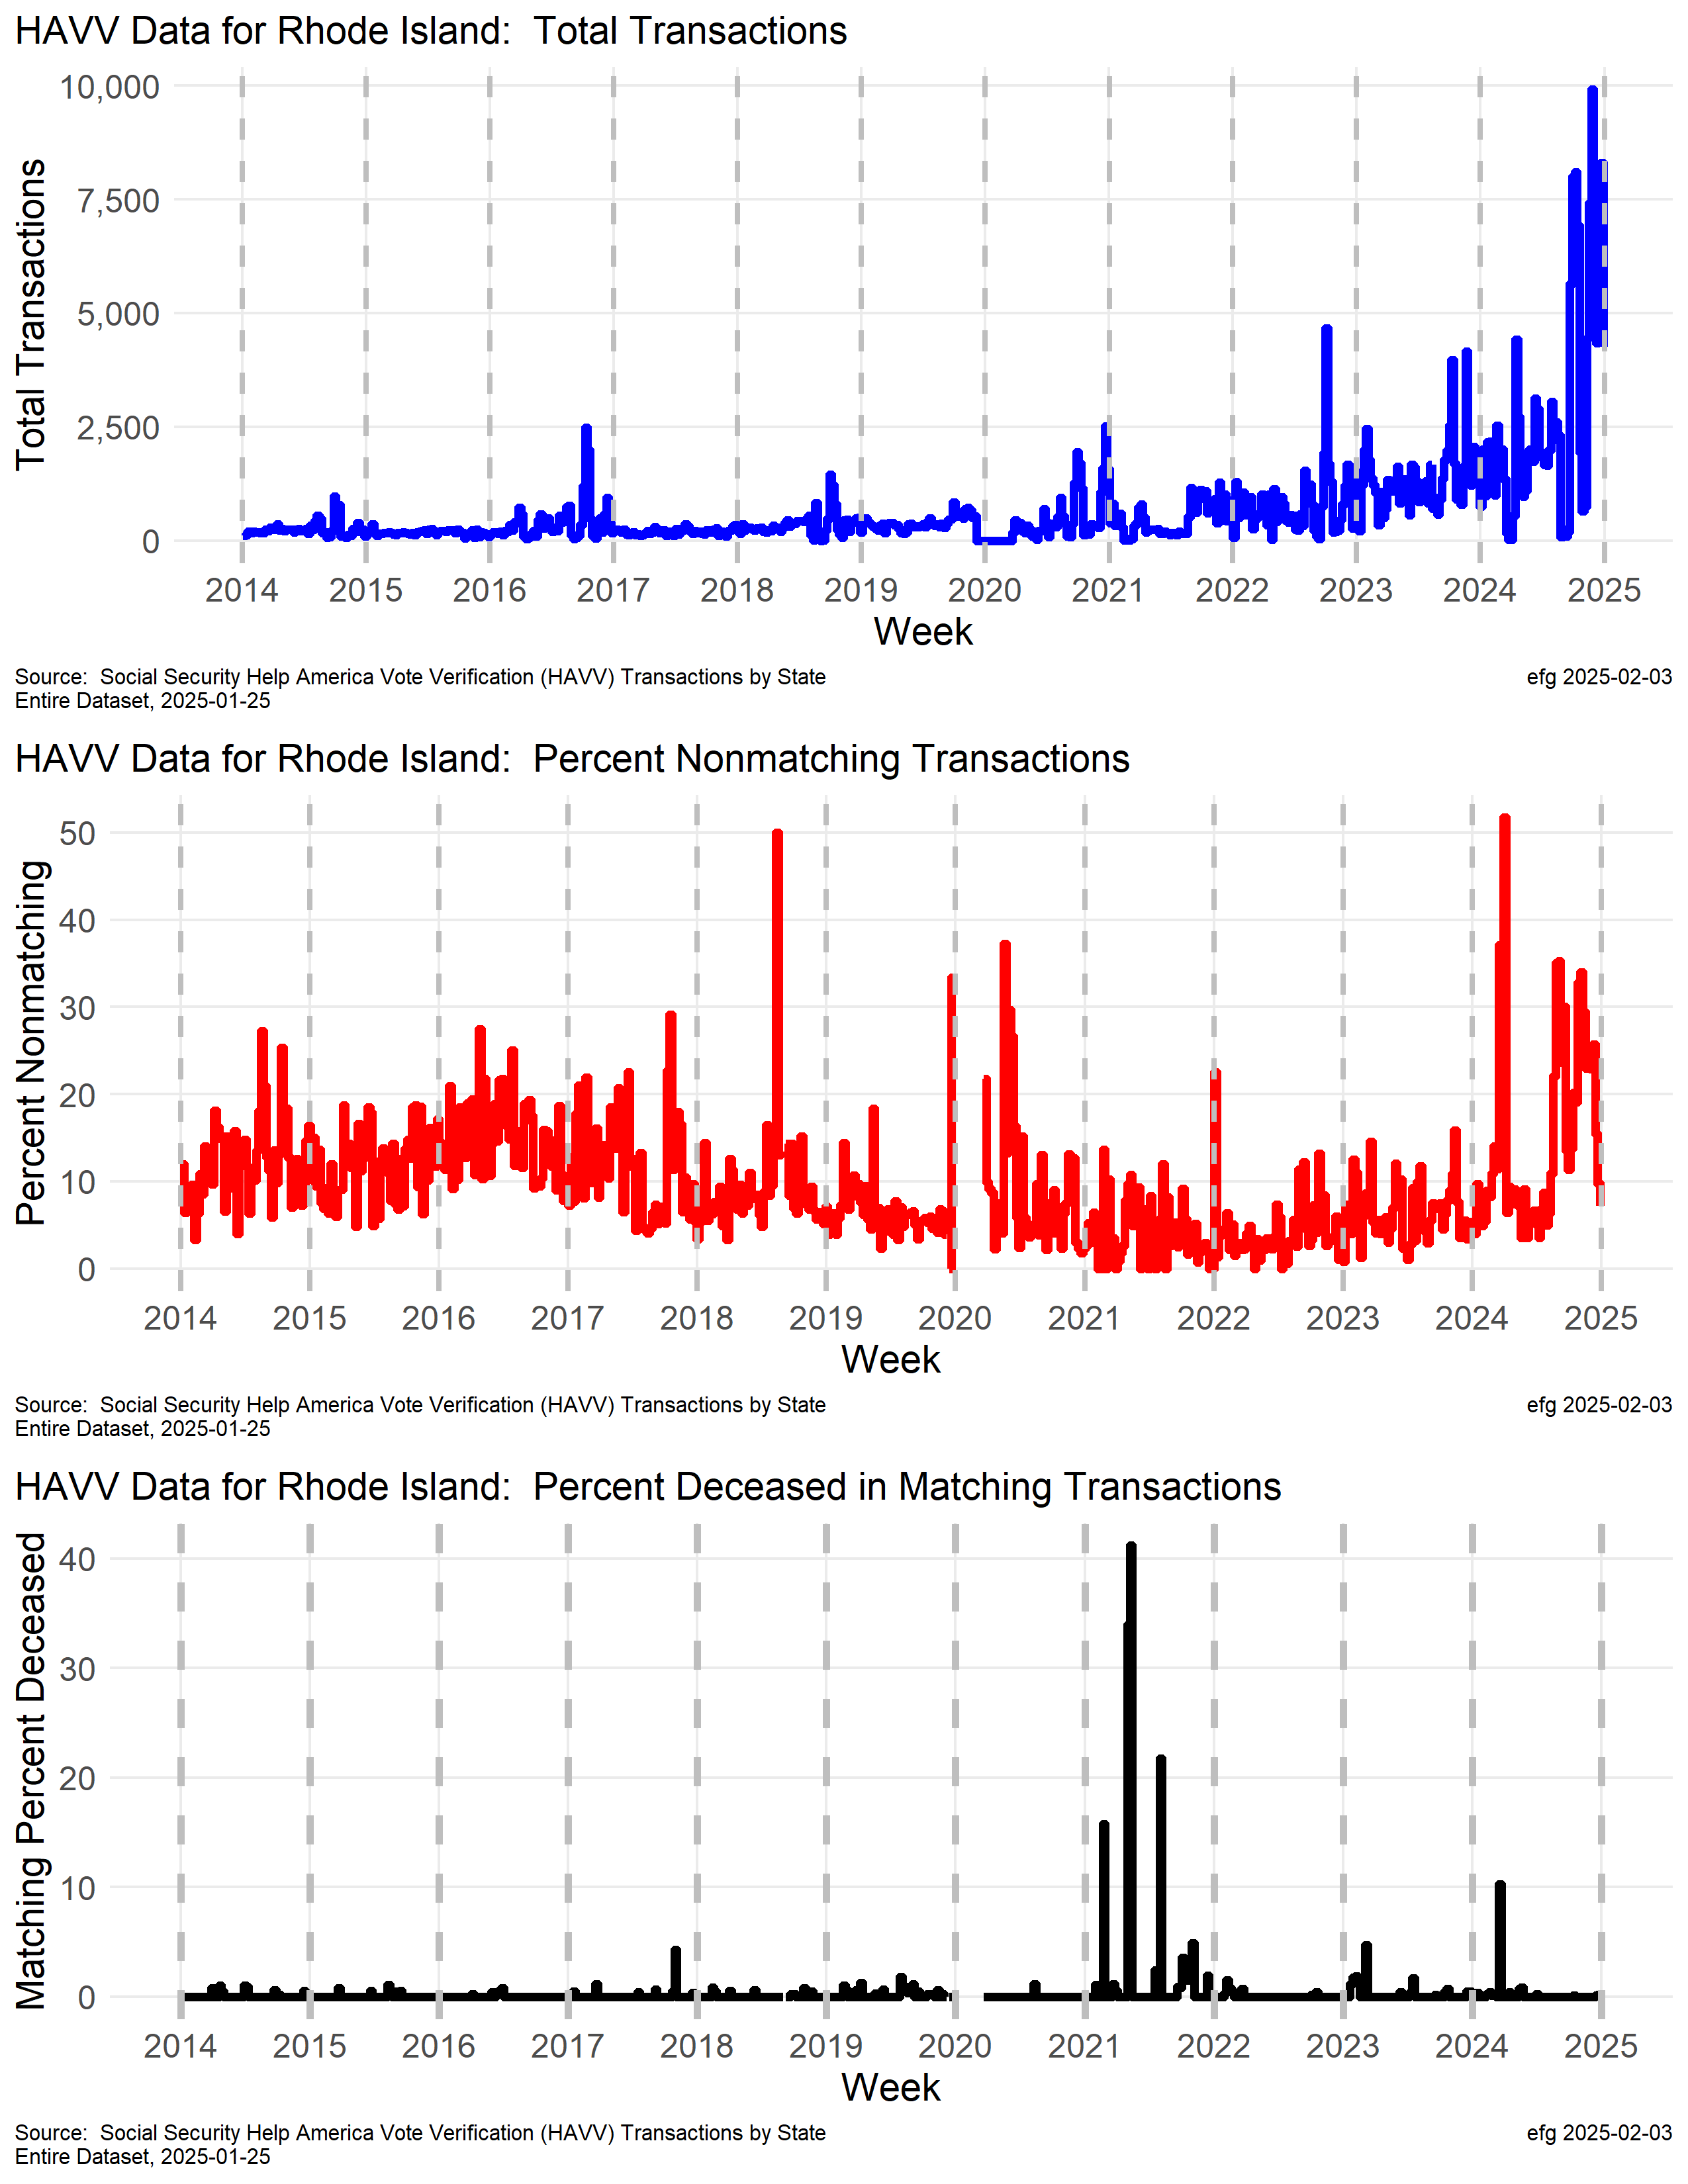 HAVV Data for Rhode Island:  Total Transactions
10,000
7,500
5,000
2,500
0
Total Transactions
2014 2015 2016 2017 2018 2019 2020 2021 2022 2023 2024 2025
Week
Source:  Social Security Help America Vote Verification (HAVV) Transactions by State
Entire Dataset, 2025-01-25
efg 2025-02-03
HAVV Data for Rhode Island:  Percent Nonmatching Transactions
50
40
30
20
10
0
Percent Nonmatching
2014 2015 2016 2017 2018 2019 2020 2021 2022 2023 2024 2025
Week
Source:  Social Security Help America Vote Verification (HAVV) Transactions by State
Entire Dataset, 2025-01-25
efg 2025-02-03
HAVV Data for Rhode Island:  Percent Deceased in Matching Transactions
40
30
20
10
0
Matching Percent Deceased
2014 2015 2016 2017 2018 2019 2020 2021 2022 2023 2024 2025
Week
Source:  Social Security Help America Vote Verification (HAVV) Transactions by State
Entire Dataset, 2025-01-25
efg 2025-02-03